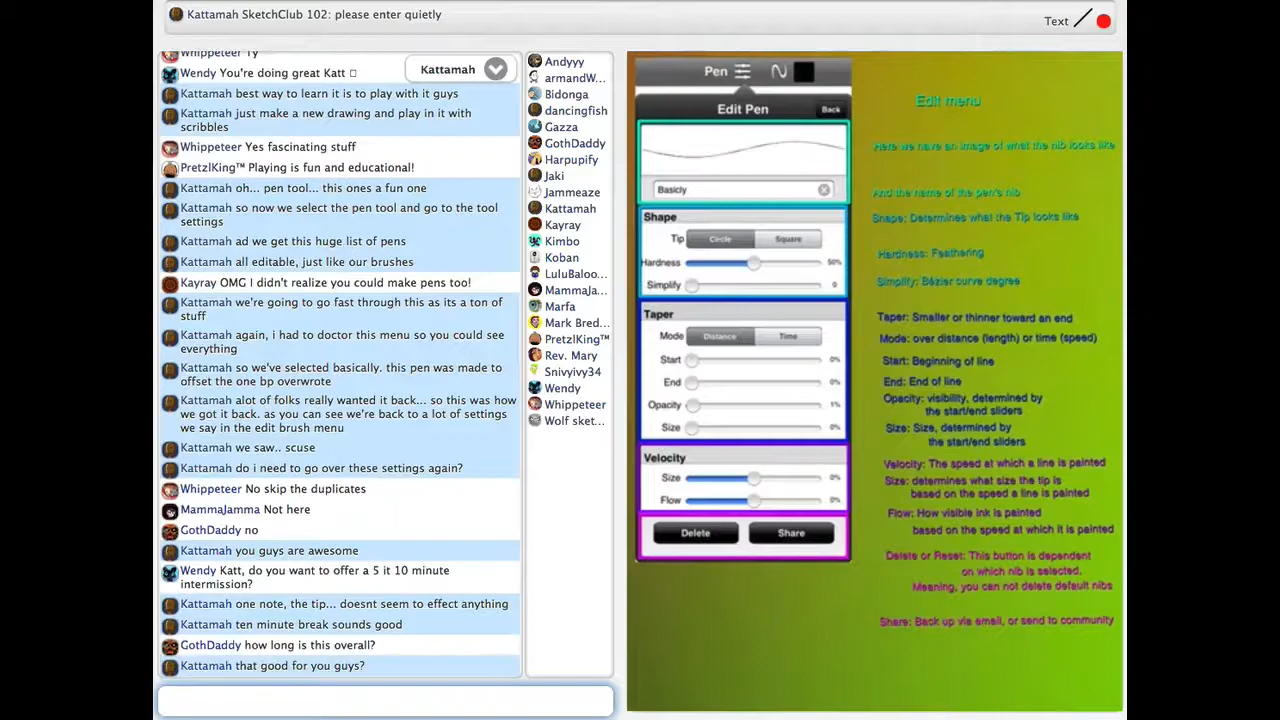 Kattamah SketchClub 102: please enter quietly
Text
Whippeteer Ty
Wendy You're doing great Katt
Kattamah
Kattamah best way to learn it is to play with it guys
Kattamah just make a new drawing and play in it with
scribbles
Whippeteer Yes fascinating stuff
PretzlKing™ Playing is fun and educational!
Kattamah oh... pen tool... this ones a fun one
Kattamah so now we select the pen tool and go to the tool
settings
Kattamah ad we get this huge list of pens
Kattamah all editable, just like our brushes
Kayray OMG I didn't realize you could make pens too!
Kattamah we're going to go fast through this as its a ton of
stuff
Kattamah again, i had to doctor this menu so you could see
everything
Kattamah so we've selected basically. this pen was made to
offset the one bp overwrote
Kattamah alot of folks really wanted it back... so this was how
we got it back. as you can see we're back to a lot of settings
we say in the edit brush menu
Kattamah we saw.. scuse
Kattamah do i need to go over these settings again?
Whippeteer No skip the duplicates
MammaJamma Not here
GothDaddy no
Kattamah you guys are awesome
Wendy Katt, do you want to offer a 5 it 10 minute
intermission?
Kattamah one note, the tip... doesnt seem to effect anything
Kattamah ten minute break sounds good
GothDaddy how long is this overall?
Kattamah that good for you guys?
Andyyy
armandW...
Bidonga
dancingfish
Gazza
GothDaddy
Harpupify
Jaki
Jammeaze
Kattamah
Kayray
Kimbo
Koban
LuluBaloo...
MammaJa...
Marfa
Mark Bred...
PretzlKing™
Rev. Mary
Snivyivy34
Wendy
Whippeteer
Wolf sket...
Pen
Edit Pen
Back
Basicly
Shape
Tip Circle Square
Hardness 50%
Simplify 0
Taper
Mode Distance Time
Start 0%
End 0%
Opacity 1%
Size 0%
Velocity
Size 0%
Flow 0%
Delete Share
Edit menu
Here we have an image of what the nib looks like
And the name of the pen's nib
Shape: Determines what the Tip looks like
Hardness: Feathering
Simplify: Bézier curve degree
Taper: Smaller or thinner toward an end
Mode: over distance (length) or time (speed)
Start: Beginning of line
End: End of line
Opacity: visibility, determined by
the start/end sliders
Size: Size, determined by
the start/end sliders
Velocity: The speed at which a line is painted
Size: determines what size the tip is
based on the speed a line is painted
Flow: How visible ink is painted
based on the speed at which it is painted
Delete or Reset: This button is dependent
on which nib is selected.
Meaning, you can not delete default nibs
Share: Back up via email, or send to community